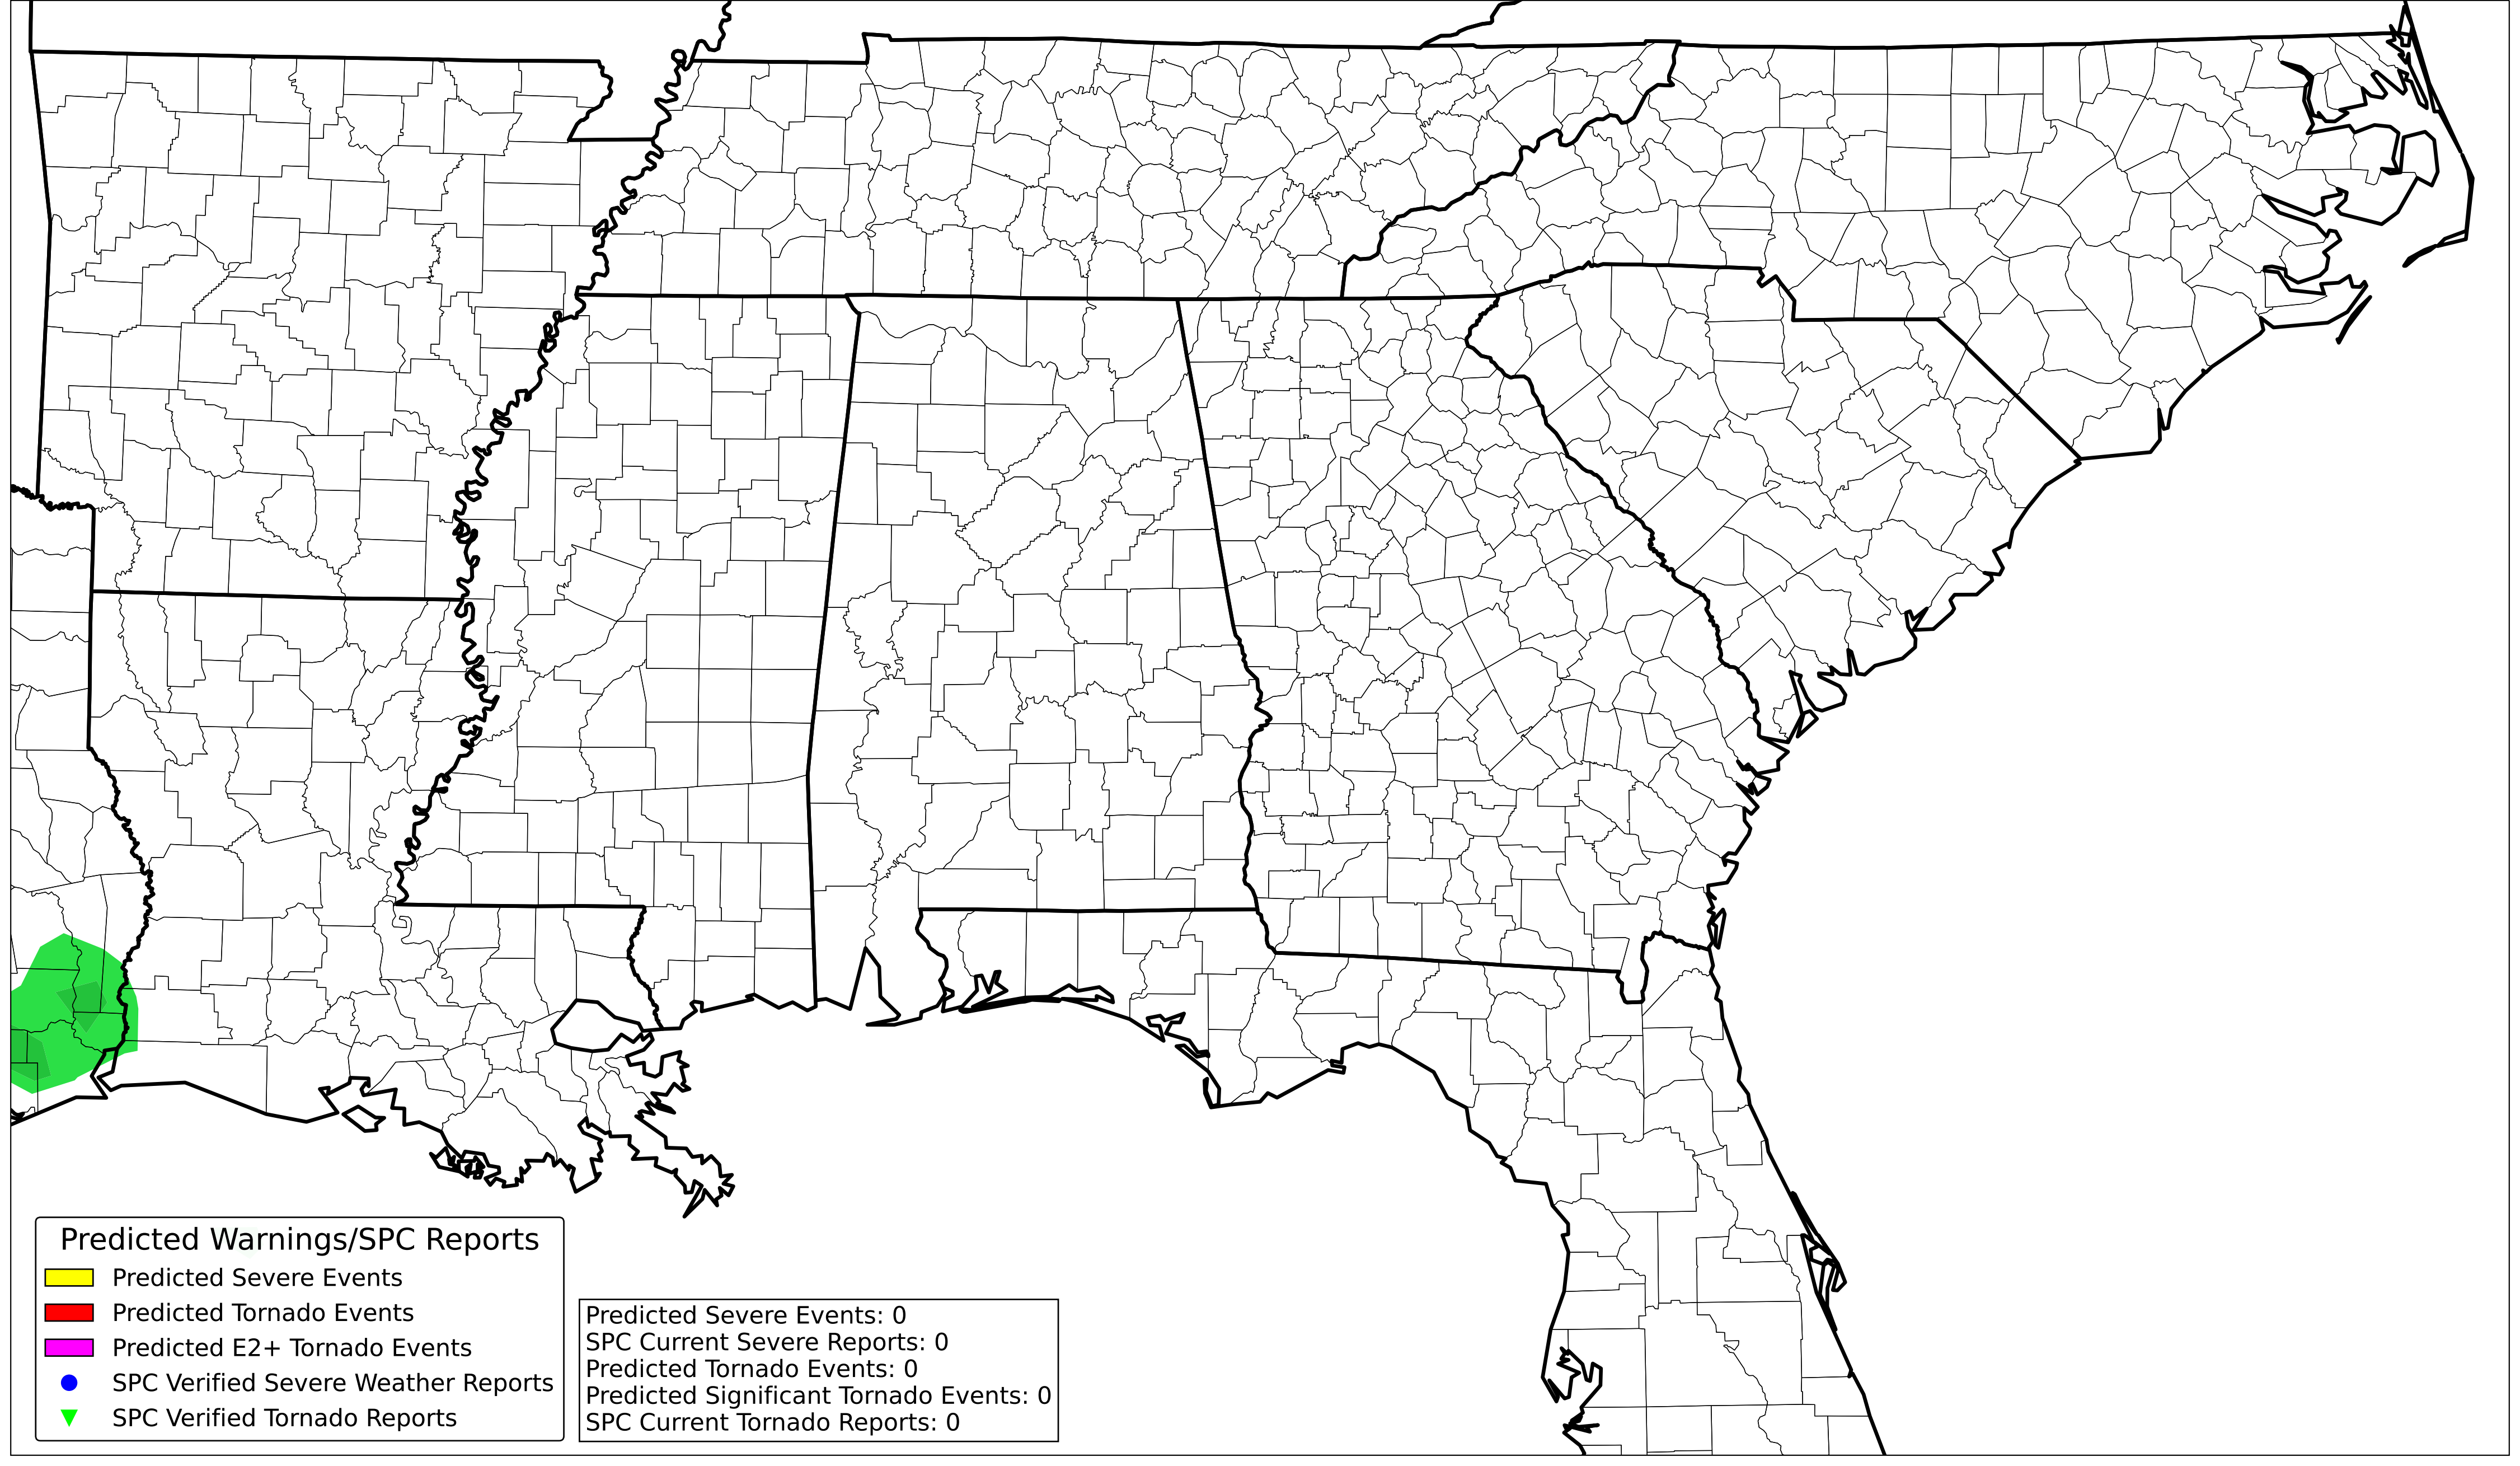 Predicted Warnings/SPC Reports
Predicted Severe Events
Predicted Tornado Events
Predicted E2+ Tornado Events
SPC Verified Severe Weather Reports
SPC Verified Tornado Reports
Predicted Severe Events: 0
SPC Current Severe Reports: 0
Predicted Tornado Events: 0
Predicted Significant Tornado Events: 0
SPC Current Tornado Reports: 0